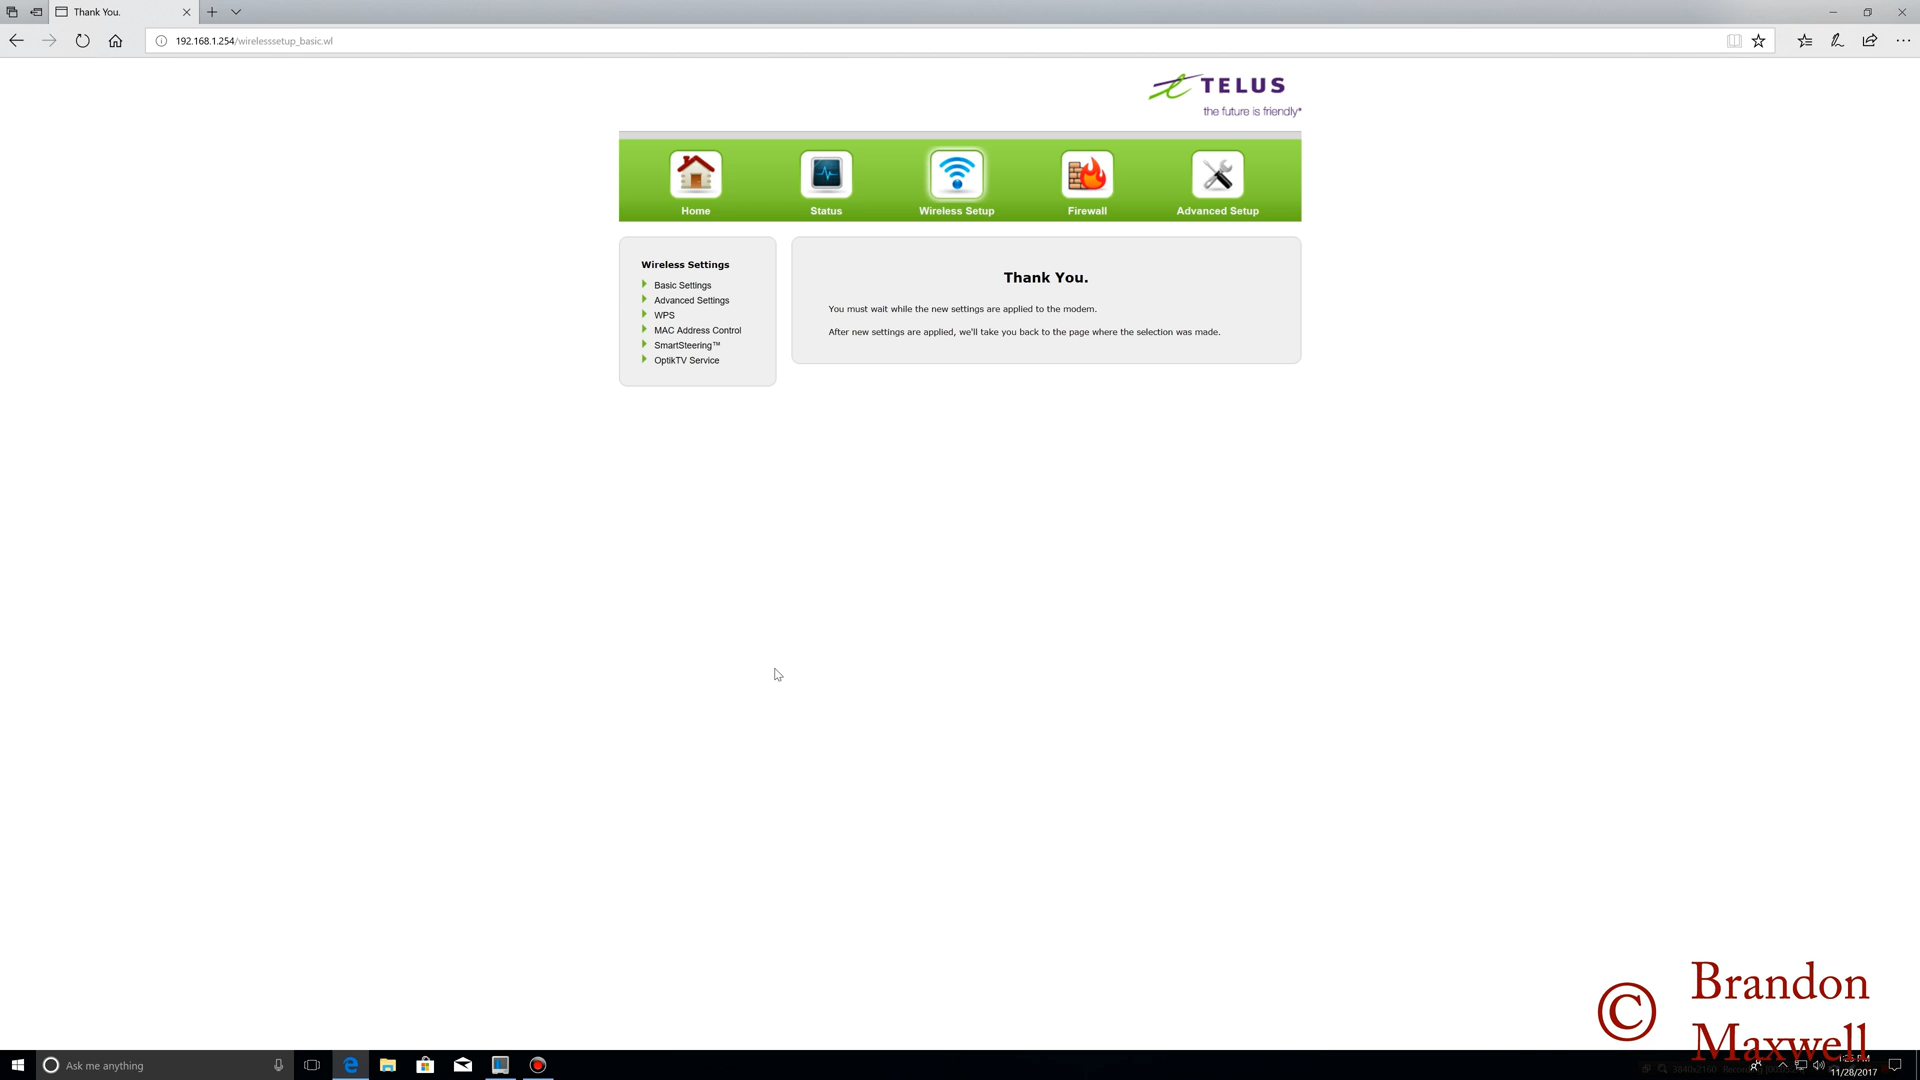 Thank You.
192.168.1.254/wirelesssetup_basic.wl
TELUS
the future is friendly*
Home
Status
Wireless Setup
Firewall
Advanced Setup
Wireless Settings
Basic Settings
Advanced Settings
WPS
MAC Address Control
SmartSteering™
OptikTV Service
Thank You.
You must wait while the new settings are applied to the modem.
After new settings are applied, we'll take you back to the page where the selection was made.
© Brandon
Maxwell
Ask me anything
3840x2160
11/28/2017